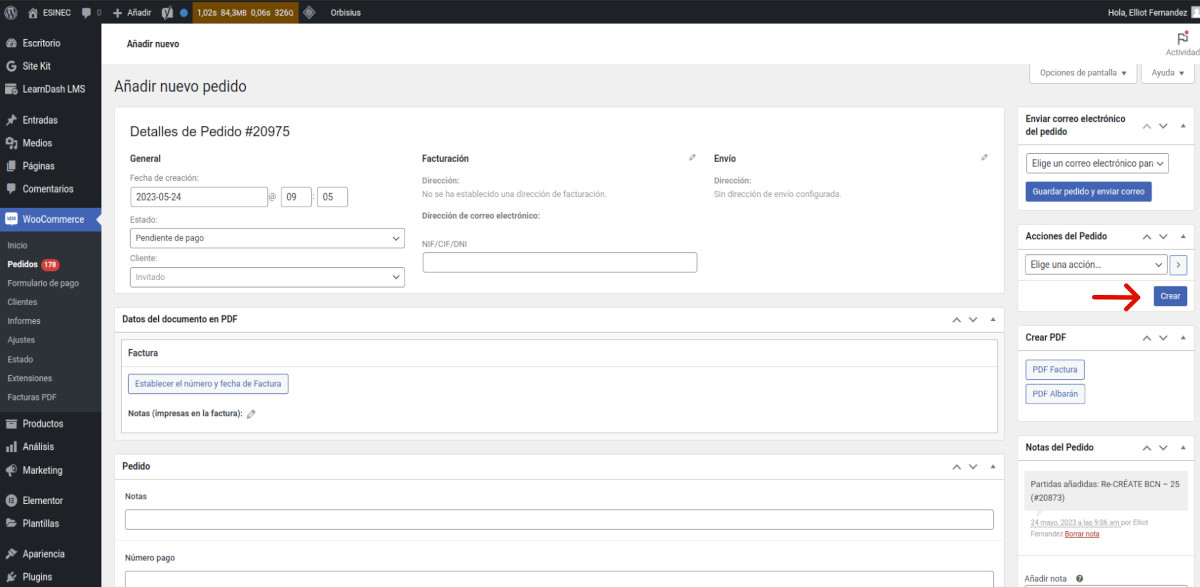 ESINEC 0 Añadir 1,02s 84,3MB 0,06s 326Q Orbisius Hola, Elliot Fernandez
Escritorio
Site Kit
LearnDash LMS
Entradas
Medios
Páginas
Comentarios
WooCommerce
Inicio
Pedidos 178
Formulario de pago
Clientes
Informes
Ajustes
Estado
Extensiones
Facturas PDF
Productos
Análisis
Marketing
Elementor
Plantillas
Apariencia
Plugins
Añadir nuevo
Actividad
Opciones de pantalla Ayuda
Añadir nuevo pedido
Detalles de Pedido #20975
General
Fecha de creación:
2023-05-24 @ 09 : 05
Estado:
Pendiente de pago
Cliente:
Invitado
Facturación
Dirección:
No se ha establecido una dirección de facturación.
Dirección de correo electrónico:
NIF/CIF/DNI
Envío
Dirección:
Sin dirección de envío configurada.
Datos del documento en PDF
Factura
Establecer el número y fecha de Factura
Notas (impresas en la factura):
Pedido
Notas
Número pago
Enviar correo electrónico
del pedido
Elige un correo electrónico para
Guardar pedido y enviar correo
Acciones del Pedido
Elige una acción...
Crear
Crear PDF
PDF Factura
PDF Albarán
Notas del Pedido
Partidas añadidas: Re-CRÉATE BCN – 25
(#20873)
24 mayo, 2023 a las 9:06 am por Elliot
Fernandez Borrar nota
Añadir nota